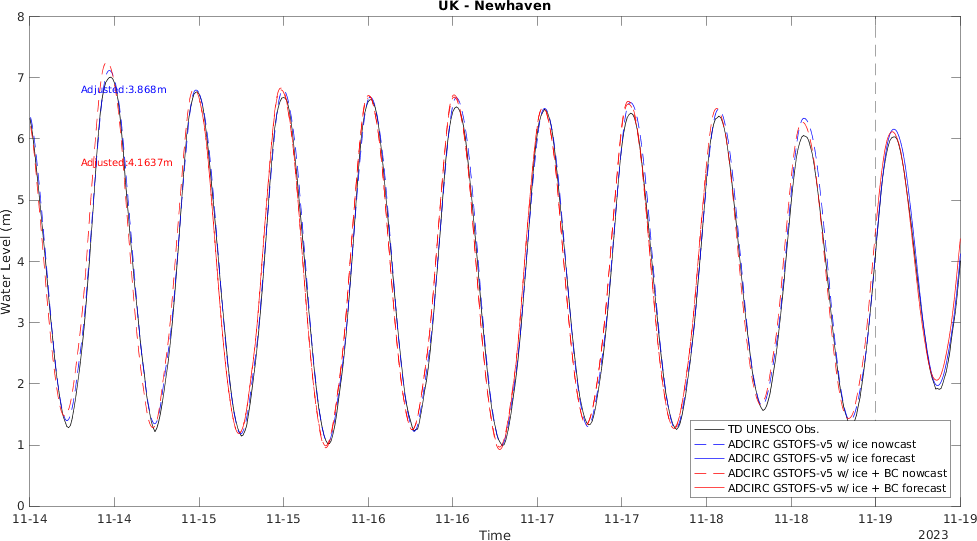 UK - Newhaven
8
7
6
5
4
3
2
1
0
Water Level (m)
Adjusted:3.868m
Adjusted:4.1637m
TD UNESCO Obs.
ADCIRC GSTOFS-v5 w/ ice nowcast
ADCIRC GSTOFS-v5 w/ ice forecast
ADCIRC GSTOFS-v5 w/ ice + BC nowcast
ADCIRC GSTOFS-v5 w/ ice + BC forecast
11-14 11-14 11-15 11-15 11-16 11-16 11-17 11-17 11-18 11-18 11-19 11-19
Time
2023